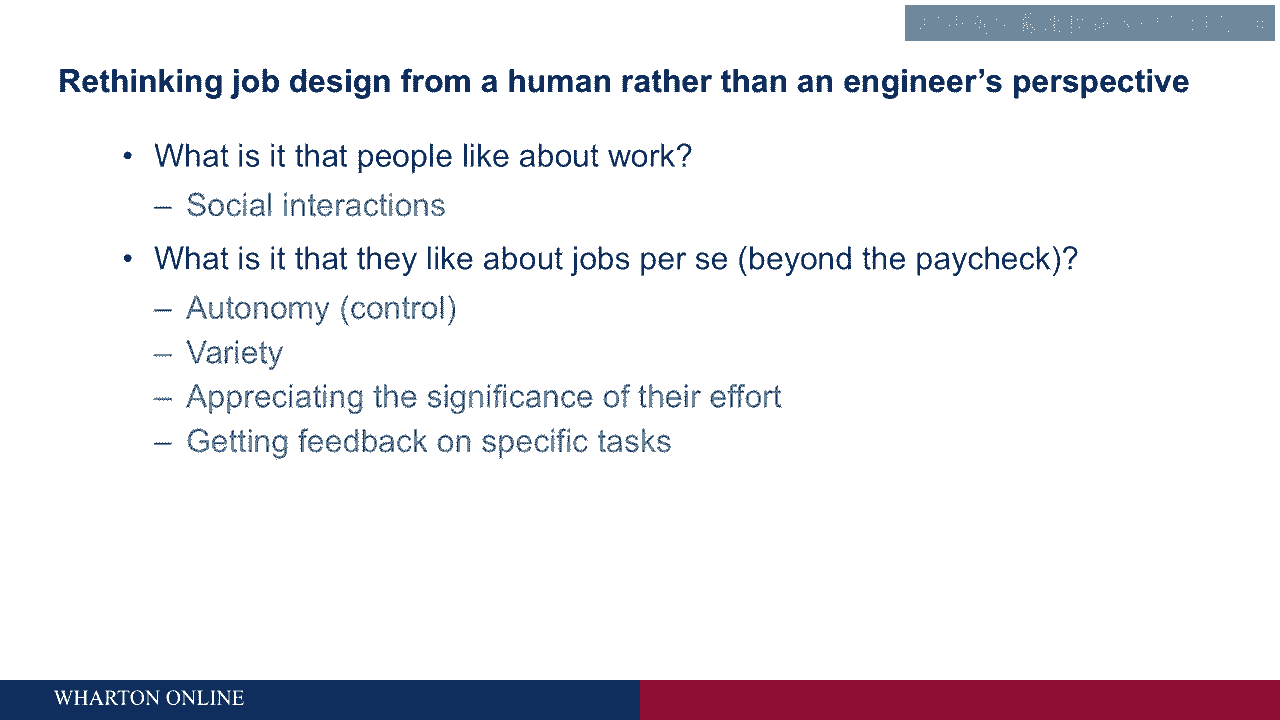 Rethinking job design from a human rather than an engineer’s perspective
• What is it that people like about work?
– Social interactions
• What is it that they like about jobs per se (beyond the paycheck)?
– Autonomy (control)
– Variety
– Appreciating the significance of their effort
– Getting feedback on specific tasks
WHARTON ONLINE